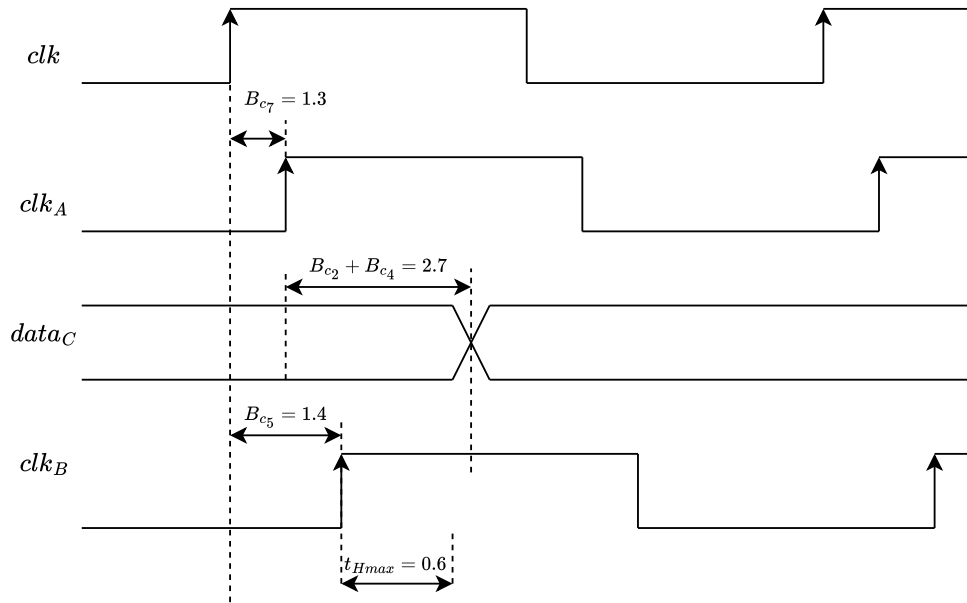 clk
B_{c_7} = 1.3
clk_A
B_{c_2} + B_{c_4} = 2.7
data_C
B_{c_5} = 1.4
clk_B
t_{Hmax} = 0.6